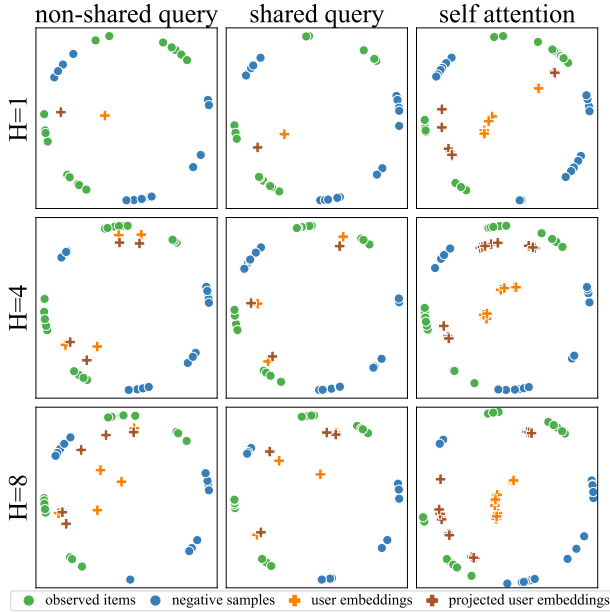 non-shared query shared query self attention
H=1
H=4
H=8
observed items negative samples user embeddings projected user embeddings